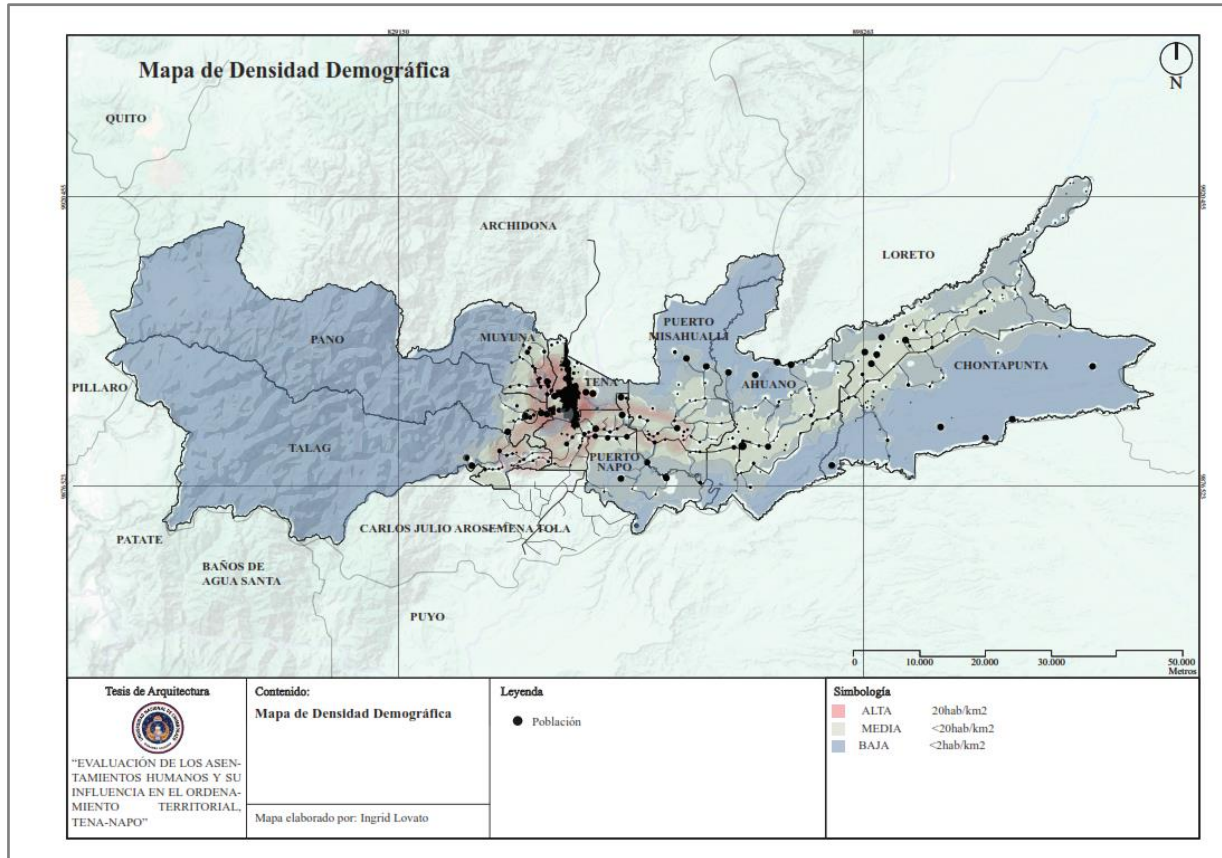 829150
898263
Mapa de Densidad Demográfica
N
QUITO
ARCHIDONA
LORETO
PUERTO
MISAHUALLI
PANO
MUYUNA
TENA
AHUANO
CHONTAPUNTA
PILLARO
TALAG
PUERTO
NAPO
CARLOS JULIO AROSEMENA TOLA
PATATE
BAÑOS DE
AGUA SANTA
PUYO
0 10.000 20.000 30.000 50.000
Metros
Tesis de Arquitectura
"EVALUACIÓN DE LOS ASEN-
TAMIENTOS HUMANOS Y SU
INFLUENCIA EN EL ORDENA-
MIENTO TERRITORIAL,
TENA-NAPO"
Contenido:
Mapa de Densidad Demográfica
Mapa elaborado por: Ingrid Lovato
Leyenda
Población
Simbología
ALTA 20hab/km2
MEDIA <20hab/km2
BAJA <2hab/km2